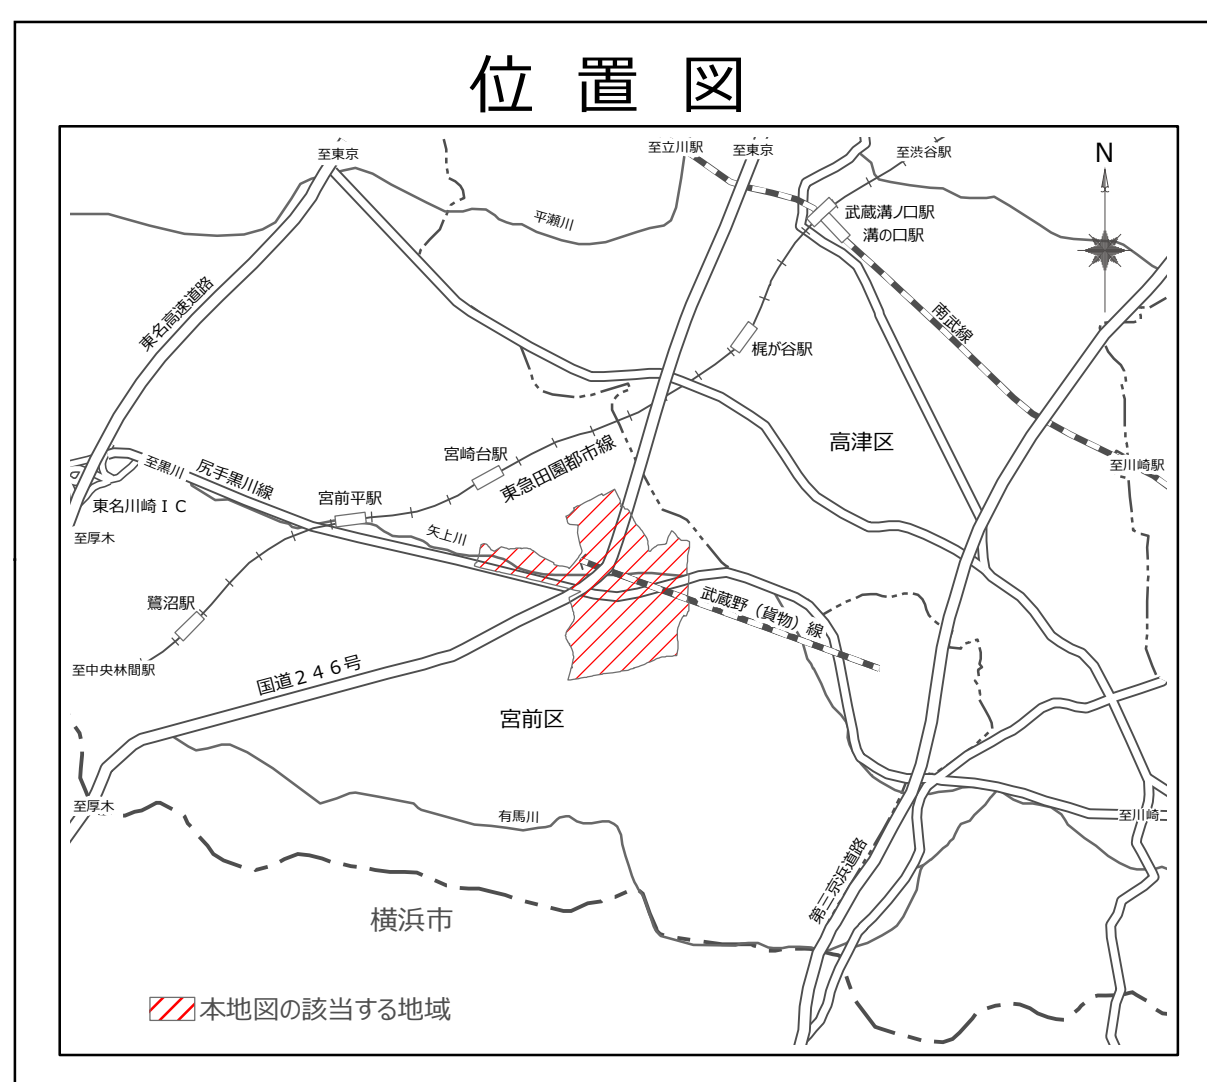 位置図
至東京
至立川駅
至東京
至渋谷駅
N
平瀬川
武蔵溝ノ口駅
溝の口駅
東名高速道路
南武線
梶が谷駅
高津区
宮崎台駅
東急田園都市線
至黒川
尻手黒川線
至川崎駅
宮前平駅
東名川崎IC
矢上川
至厚木
鷺沼駅
武蔵野(貨物)線
至中央林間駅
国道246号
宮前区
至厚木
有馬川
至川崎
第三京浜道路
横浜市
本地図の該当する地域